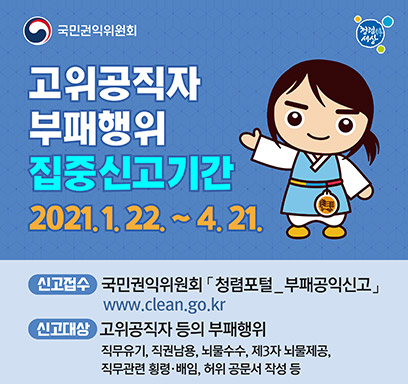 국민권익위원회
청렴
세상
고위공직자
부패행위
집중신고기간
2021. 1. 22. ~ 4. 21.
신고접수 국민권익위원회 「청렴포털_부패공익신고」
www.clean.go.kr
신고대상 고위공직자 등의 부패행위
직무유기, 직권남용, 뇌물수수, 제3자 뇌물제공,
직무관련 횡령·배임, 허위 공문서 작성 등